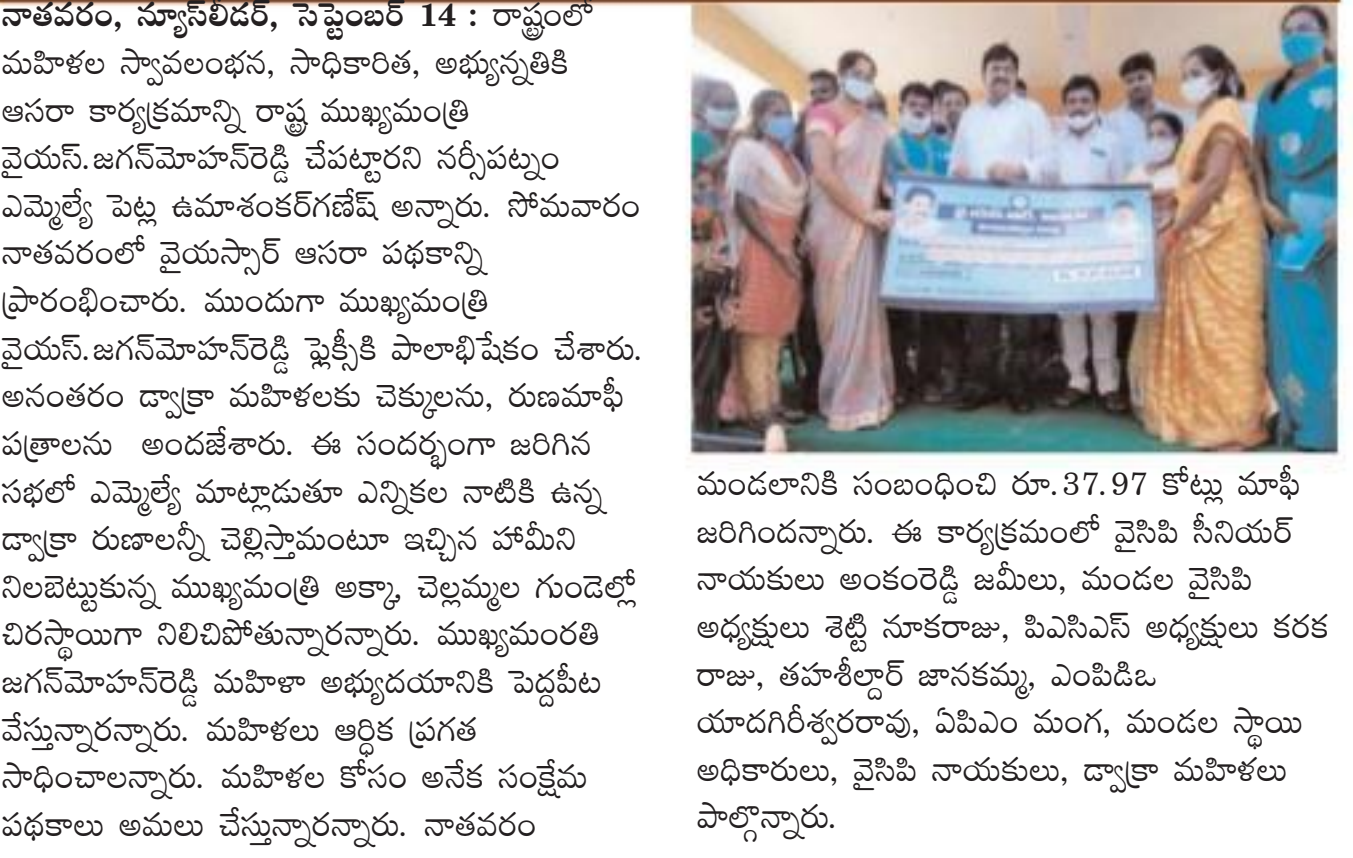 నాతవరం, న్యూస్‌లీడర్, సెప్టెంబర్ 14 : రాష్ట్రంలో
మహిళల స్వావలంభన, సాధికారిత, అభ్యున్నతికి
ఆసరా కార్యక్రమాన్ని రాష్ట్ర ముఖ్యమంత్రి
వైయస్.జగన్‌మోహన్‌రెడ్డి చేపట్టారని నర్సీపట్నం
ఎమ్మెల్యే పెట్ల ఉమాశంకర్‌గణేష్ అన్నారు. సోమవారం
నాతవరంలో వైయస్సార్ ఆసరా పథకాన్ని
ప్రారంభించారు. ముందుగా ముఖ్యమంత్రి
వైయస్.జగన్‌మోహన్‌రెడ్డి ఫ్లెక్సీకి పాలాభిషేకం చేశారు.
అనంతరం డ్వాక్రా మహిళలకు చెక్కులను, రుణమాఫీ
పత్రాలను అందజేశారు. ఈ సందర్భంగా జరిగిన
సభలో ఎమ్మెల్యే మాట్లాడుతూ ఎన్నికల నాటికి ఉన్న
డ్వాక్రా రుణాలన్నీ చెల్లిస్తామంటూ ఇచ్చిన హామీని
నిలబెట్టుకున్న ముఖ్యమంత్రి అక్కా, చెల్లమ్మల గుండెల్లో
చిరస్థాయిగా నిలిచిపోతున్నారన్నారు. ముఖ్యమంరతి
జగన్‌మోహన్‌రెడ్డి మహిళా అభ్యుదయానికి పెద్దపీట
వేస్తున్నారన్నారు. మహిళలు ఆర్ధిక ప్రగత
సాధించాలన్నారు. మహిళల కోసం అనేక సంక్షేమ
పథకాలు అమలు చేస్తున్నారన్నారు. నాతవరం
మండలానికి సంబంధించి రూ.37.97 కోట్లు మాఫీ
జరిగిందన్నారు. ఈ కార్యక్రమంలో వైసిపి సీనియర్
నాయకులు అంకంరెడ్డి జమీలు, మండల వైసిపి
అధ్యక్షులు శెట్టి నూకరాజు, పిఎసిఎస్ అధ్యక్షులు కరక
రాజు, తహశీల్దార్ జానకమ్మ, ఎంపిడిఒ
యాదగిరీశ్వరరావు, ఏపిఎం మంగ, మండల స్థాయి
అధికారులు, వైసిపి నాయకులు, డ్వాక్రా మహిళలు
పాల్గొన్నారు.